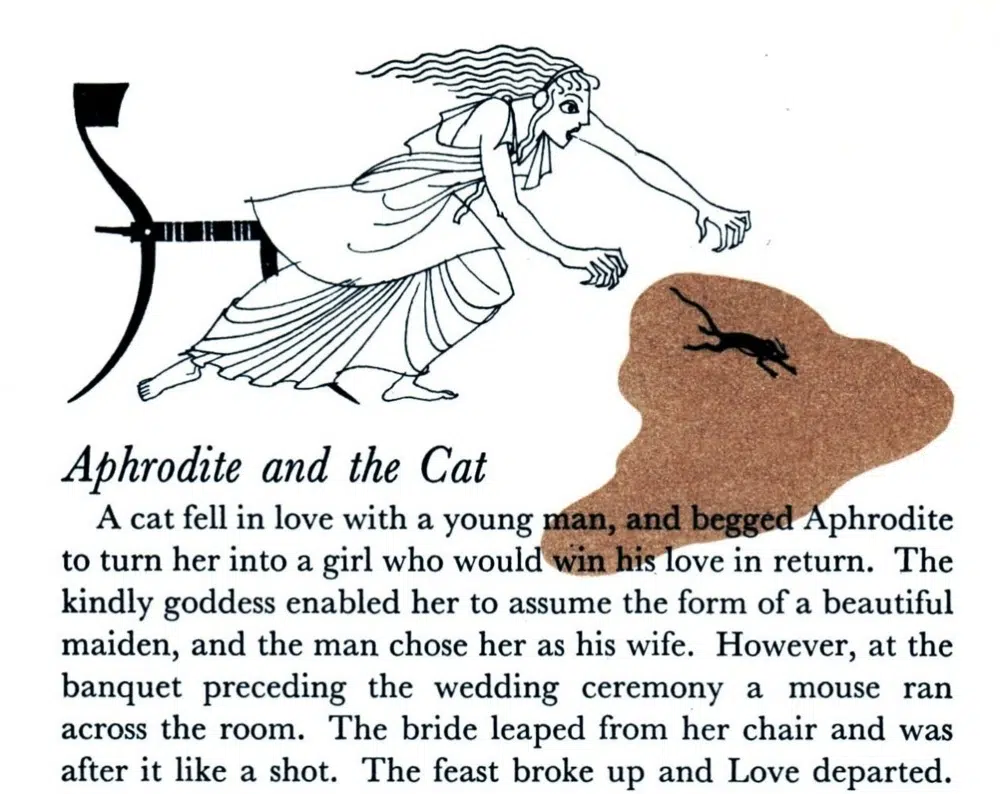 Aphrodite and the Cat
A cat fell in love with a young man, and begged Aphrodite
to turn her into a girl who would win his love in return. The
kindly goddess enabled her to assume the form of a beautiful
maiden, and the man chose her as his wife. However, at the
banquet preceding the wedding ceremony a mouse ran
across the room. The bride leaped from her chair and was
after it like a shot. The feast broke up and Love departed.